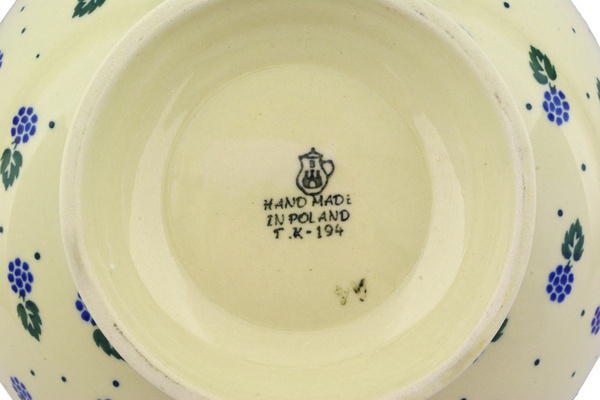 B
HAND MADE
IN POLAND
T.K-194